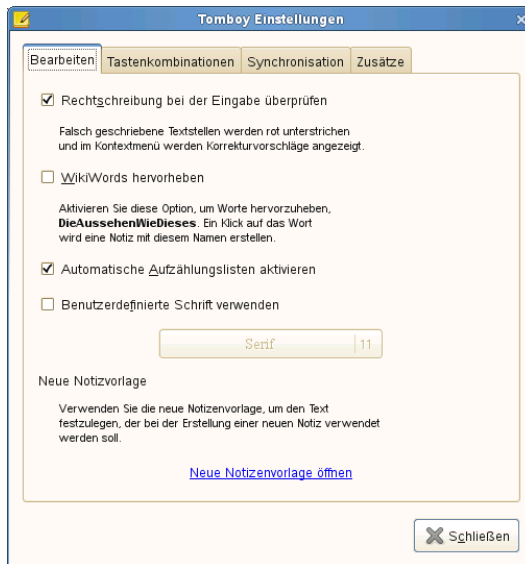 Tomboy Einstellungen
Bearbeiten Tastenkombinationen Synchronisation Zusätze
Rechtschreibung bei der Eingabe überprüfen
Falsch geschriebene Textstellen werden rot unterstrichen
und im Kontextmenü werden Korrekturvorschläge angezeigt.
WikiWords hervorheben
Aktivieren Sie diese Option, um Worte hervorzuheben,
DieAussehenWieDieses. Ein Klick auf das Wort
wird eine Notiz mit diesem Namen erstellen.
Automatische Aufzählungslisten aktivieren
Benutzerdefinierte Schrift verwenden
Serif 11
Neue Notizvorlage
Verwenden Sie die neue Notizenvorlage, um den Text
festzulegen, der bei der Erstellung einer neuen Notiz verwendet
werden soll.
Neue Notizenvorlage öffnen
Schließen